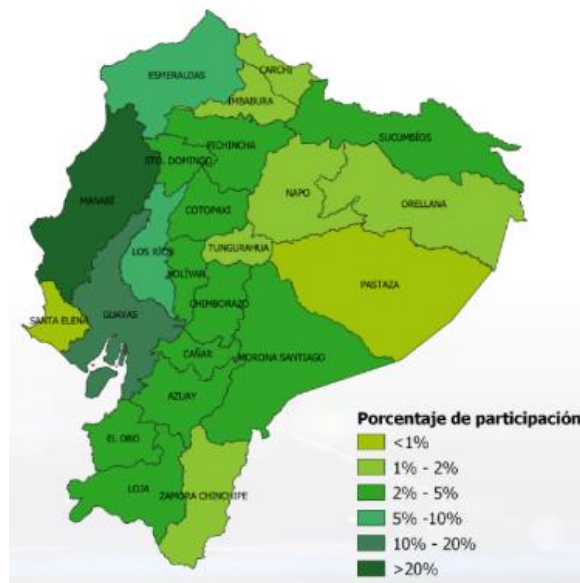 ESMERALDAS
CARCHI
IMBABURA
SUCUMBÍOS
PICHINCHA
STO. DOMINGO
MANABÍ
NAPO
ORELLANA
COTOPAXI
LOS RÍOS
TUNGURAHUA
BOLÍVAR
PASTAZA
CHIMBORAZO
GUAYAS
SANTA ELENA
CAÑAR
MORONA SANTIAGO
AZUAY
EL ORO
LOJA
ZAMORA CHINCHIPE
Porcentaje de participación
<1%
1% - 2%
2% - 5%
5% -10%
10% - 20%
>20%